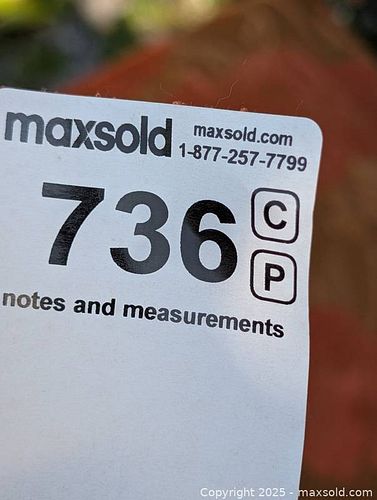 maxsold
maxsold.com
1-877-257-7799
736
C
P
notes and measurements
Copyright 2025 - maxsold.com